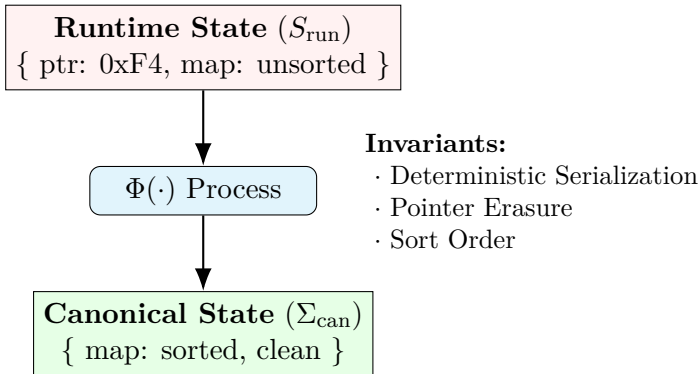 Runtime State (S_run)
{ ptr: 0xF4, map: unsorted }
Φ(·) Process
Invariants:
· Deterministic Serialization
· Pointer Erasure
· Sort Order
Canonical State (Σ_can)
{ map: sorted, clean }